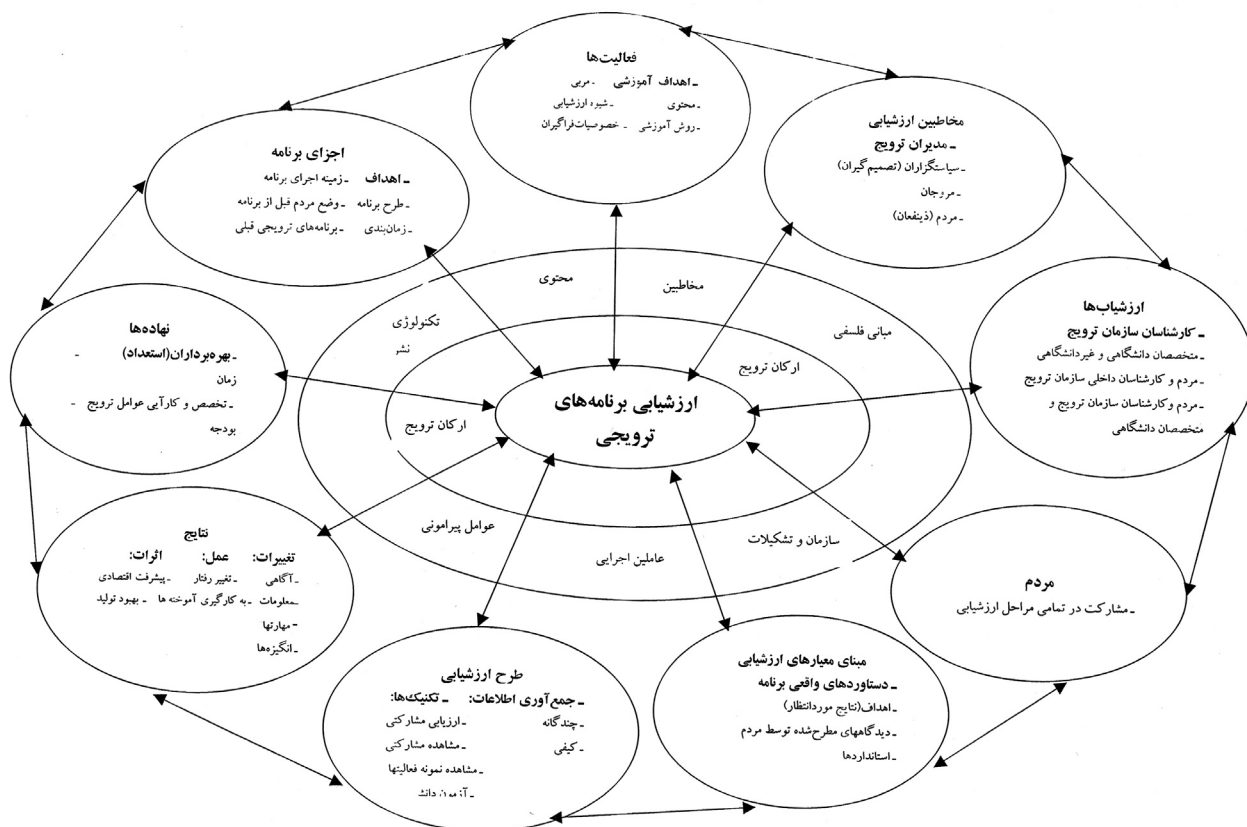 فعالیت‌ها
ـ اهداف آموزشی ـ مربی
ـ محتوی ـ شیوه ارزشیابی
ـ روش آموزشی ـ خصوصیات‌فراگیران
مخاطبین ارزشیابی
ـ مدیران ترویج
ـ سیاستگزاران (تصمیم‌گیران)
ـ مروجان
ـ مردم (ذینفعان)
ارزشیاب‌ها
ـ کارشناسان سازمان ترویج
ـ متخصصان دانشگاهی و غیردانشگاهی
ـ مردم و کارشناسان داخلی سازمان ترویج
ـ مردم وکارشناسان سازمان ترویج و
متخصصان دانشگاهی
مردم
ـ مشارکت در تمامی مراحل ارزشیابی
مبنای معیارهای ارزشیابی
ـ دستاوردهای واقعی برنامه
ـ اهداف(نتایج موردانتظار)
ـ دیدگاههای مطرح‌شده توسط مردم
ـ استانداردها
طرح ارزشیابی
ـ جمع‌آوری اطلاعات: ـ تکنیک‌ها:
ـ چندگانه ـ ارزیابی مشارکتی
ـ کیفی ـ مشاهده مشارکتی
ـ مشاهده نمونه فعالیتها
ـ آزمون دانش
نتایج
تغییرات: عمل: اثرات:
ـ آگاهی ـ تغییر رفتار ـ پیشرفت اقتصادی
ـ معلومات ـ به کارگیری آموخته ها ـ بهبود تولید
ـ مهارتها
ـ انگیزه‌ها
نهاده‌ها
ـ بهره‌برداران(استعداد) -
زمان
ـ تخصص و کارآیی عوامل ترویج -
بودجه
اجزای برنامه
ـ اهداف ـ زمینه اجرای برنامه
ـ طرح برنامه ـ وضع مردم قبل از برنامه
ـ زمان‌بندی ـ برنامه‌های ترویجی قبلی
مخاطبین
محتوی
مبانی فلسفی
تکنولوژی
نشر
ارکان ترویج
ارکان ترویج
ارزشیابی برنامه‌های
ترویجی
عوامل پیرامونی
عاملین اجرایی
سازمان و تشکیلات